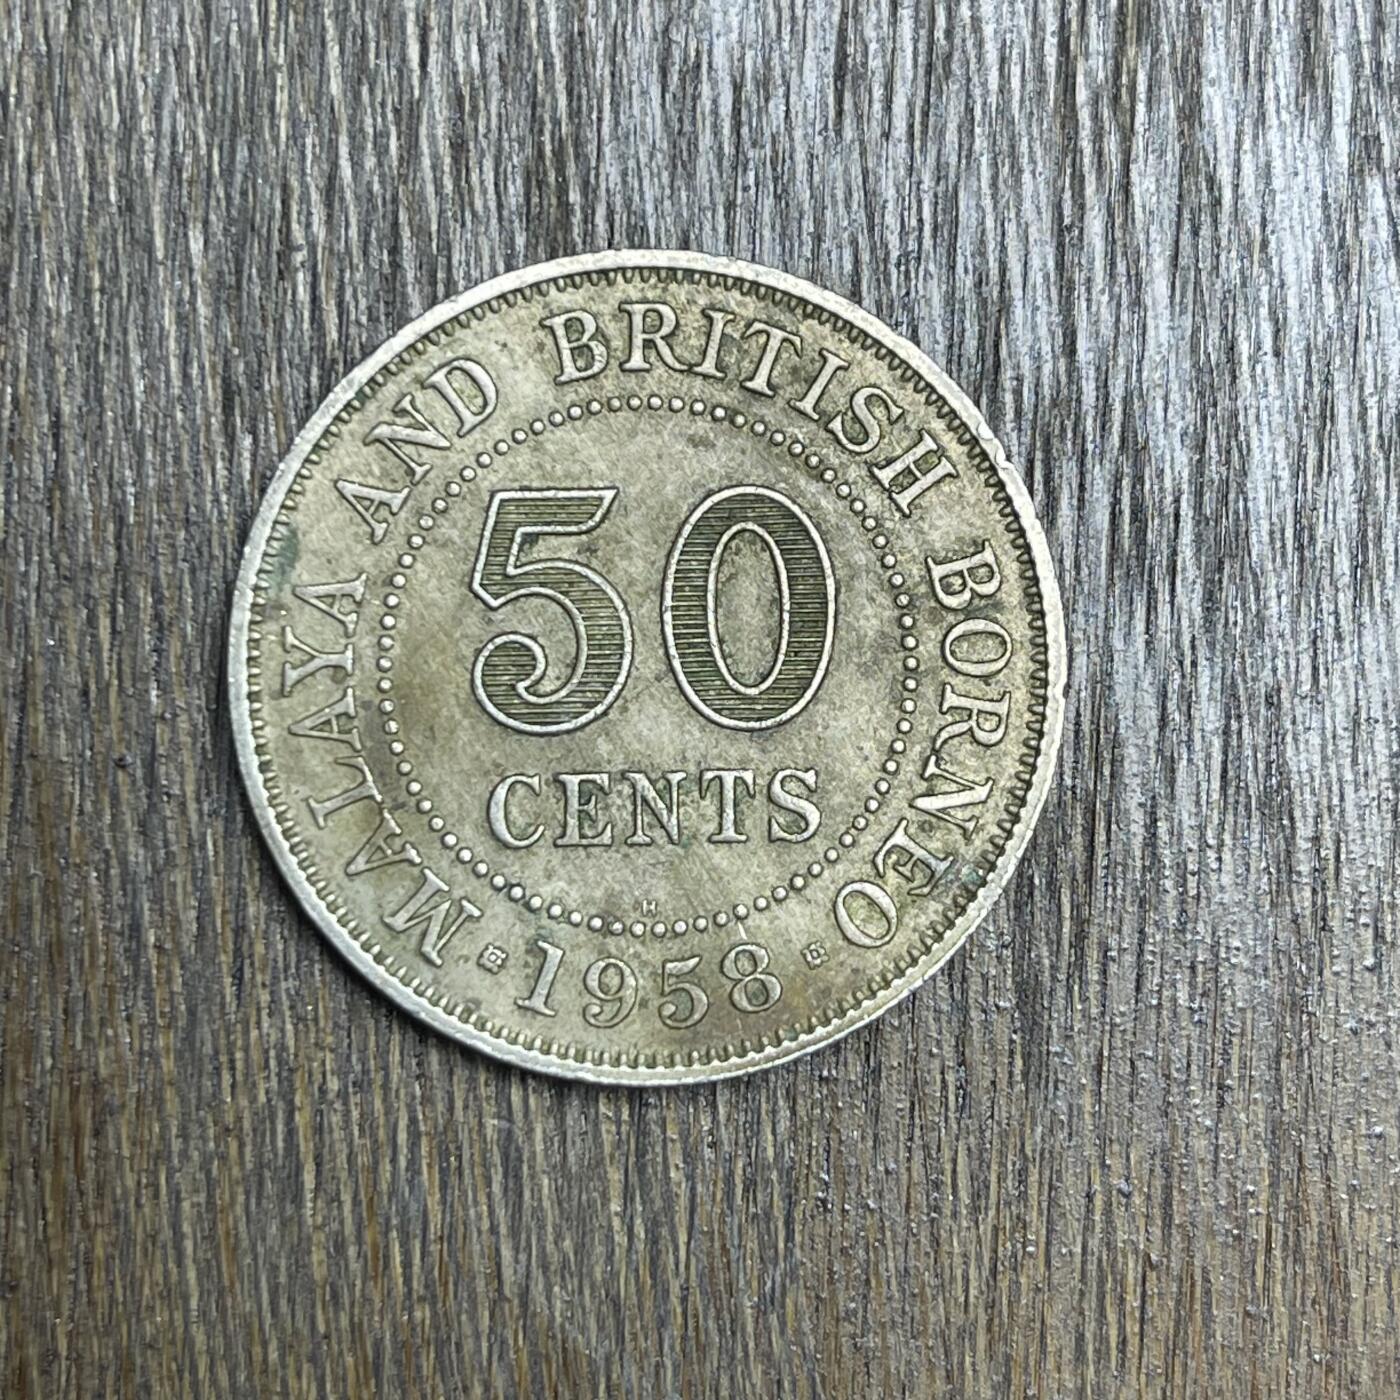 MALAYA AND BRITISH BORNEO
50
CENTS
H
1958